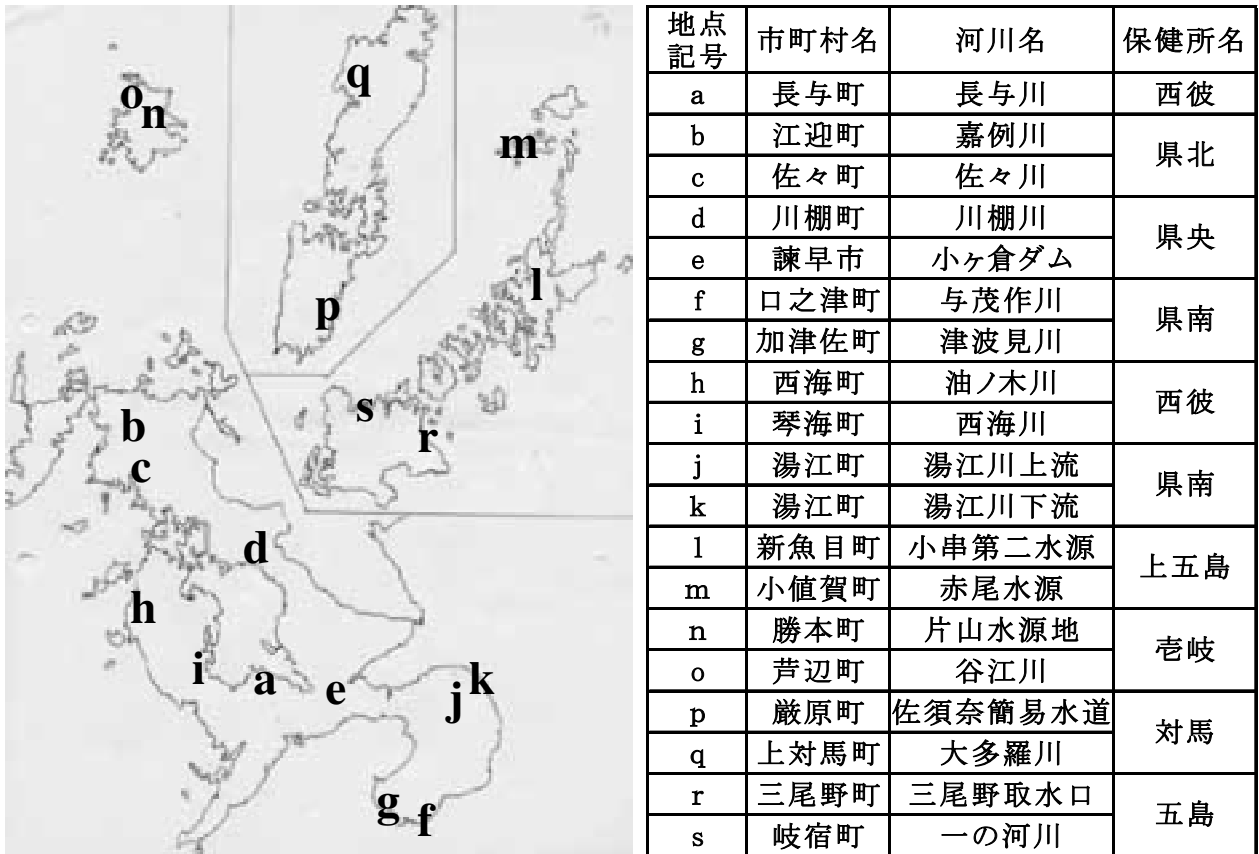 o
n
q
m
l
p
s
r
b
c
d
h
i
a
e
j
k
g
f
地点記号 市町村名 河川名 保健所名
a 長与町 長与川 西彼
b 江迎町 嘉例川 県北
c 佐々町 佐々川
d 川棚町 川棚川 県央
e 諫早市 小ヶ倉ダム
f 口之津町 与茂作川 県南
g 加津佐町 津波見川
h 西海町 油ノ木川 西彼
i 琴海町 西海川
j 湯江町 湯江川上流 県南
k 湯江町 湯江川下流
l 新魚目町 小串第二水源 上五島
m 小値賀町 赤尾水源
n 勝本町 片山水源地 壱岐
o 芦辺町 谷江川
p 厳原町 佐須奈簡易水道 対馬
q 上対馬町 大多羅川
r 三尾野町 三尾野取水口 五島
s 岐宿町 一の河川